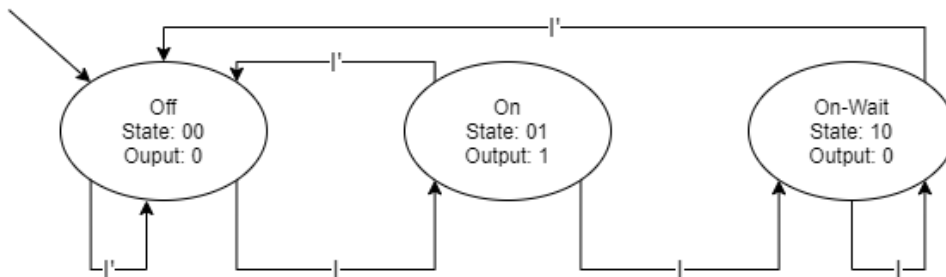 I'
I'
Off
State: 00
Ouput: 0
On
State: 01
Output: 1
On-Wait
State: 10
Output: 0
I'
I
I
I